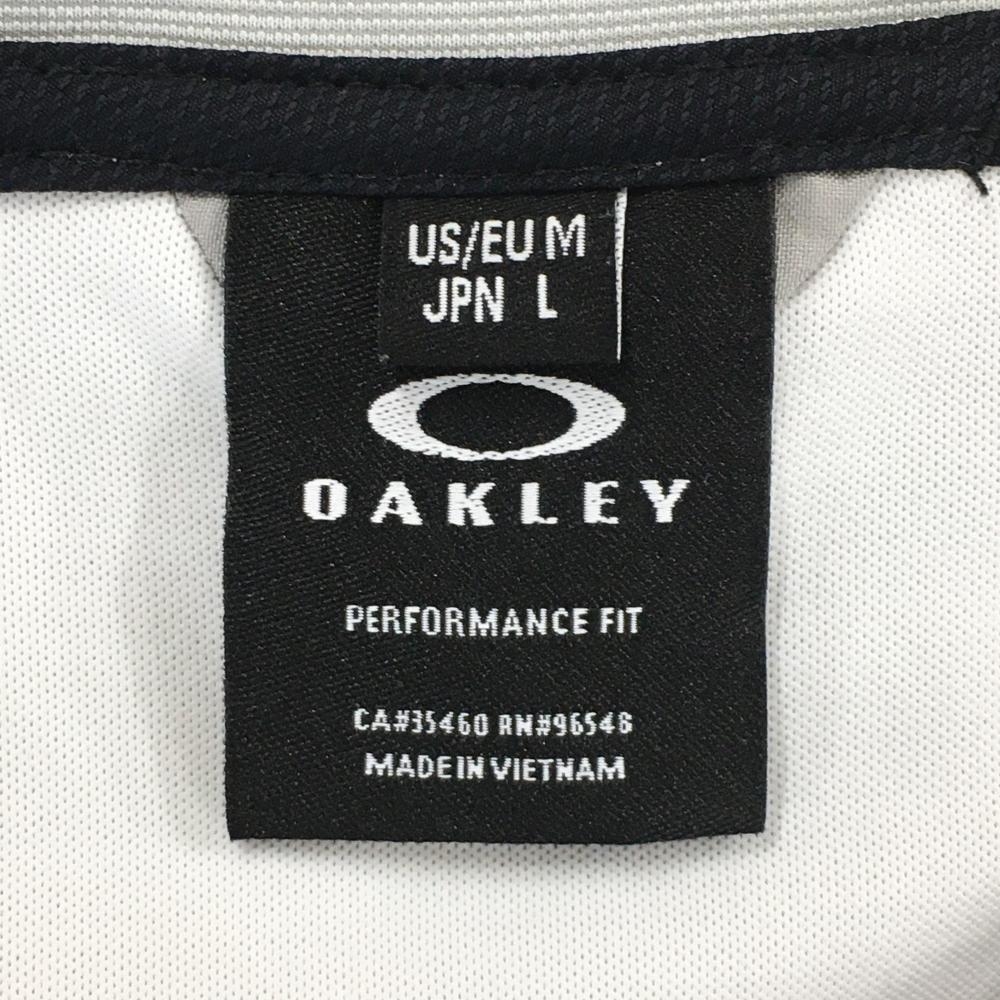 US/EU M
JPN L
OAKLEY
PERFORMANCE FIT
CA#35460 RN#96548
MADE IN VIETNAM